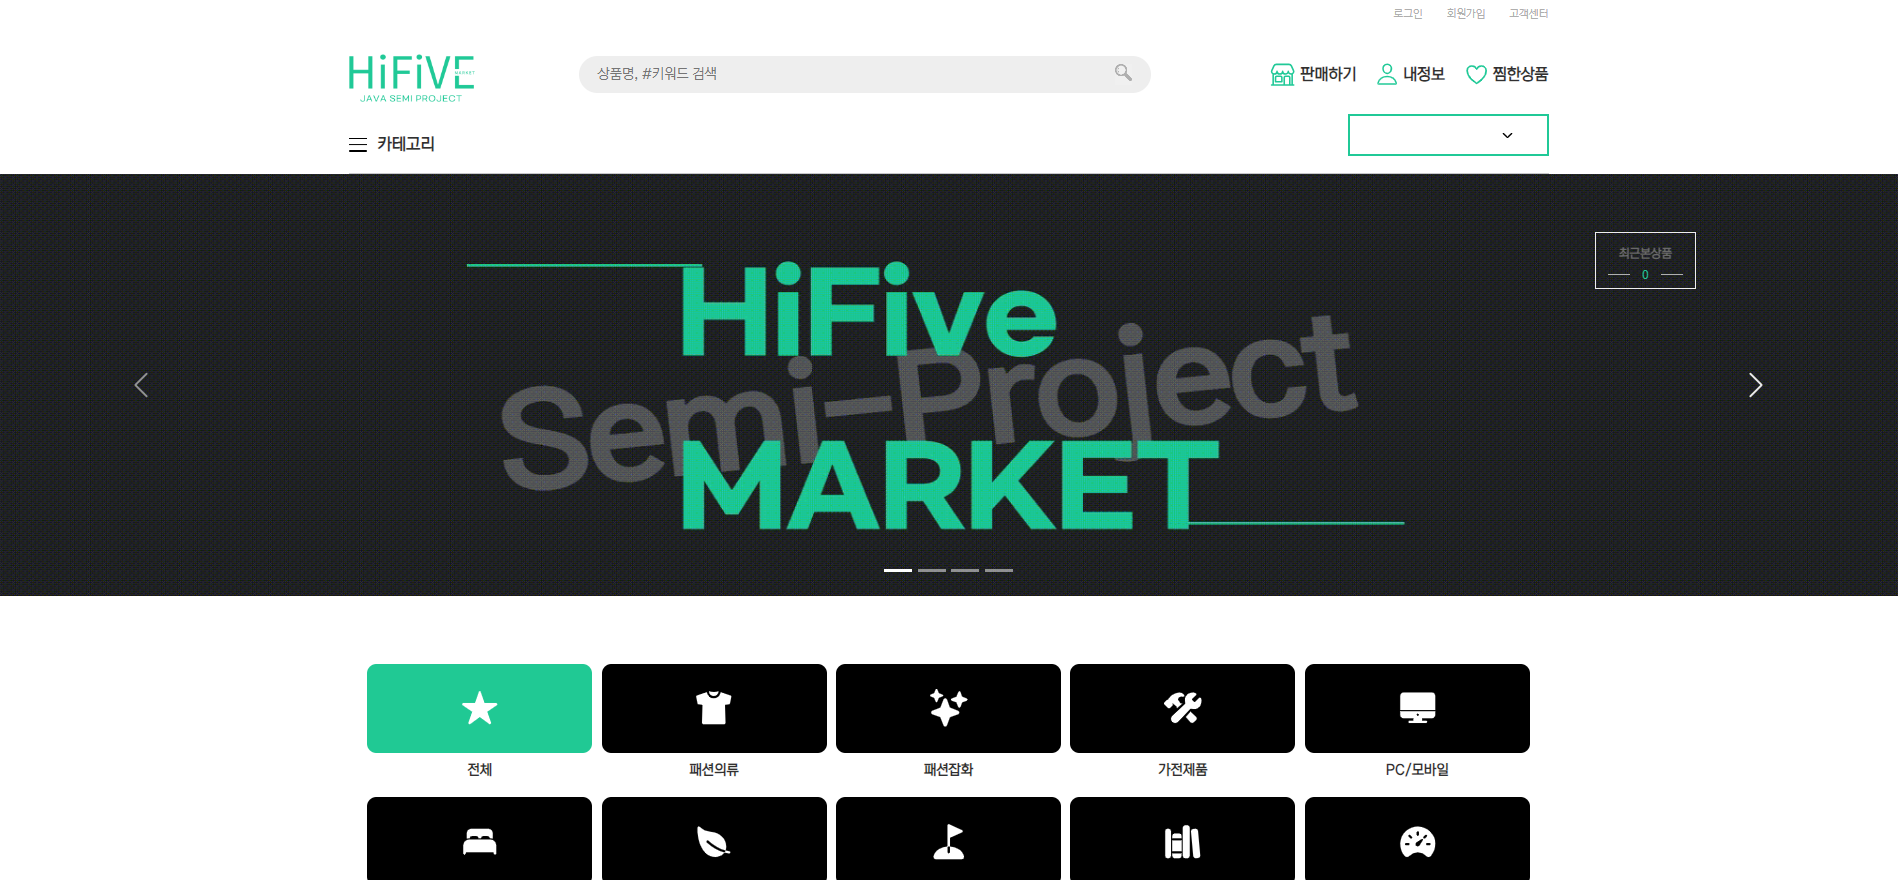 로그인 회원가입 고객센터
HiFiVE
MARKET
JAVA SEMI PROJECT
상품명, #키워드 검색
판매하기 내정보 찜한상품
카테고리
최근본상품
0
HiFive
Semi-Project
MARKET
전체 패션의류 패션잡화 가전제품 PC/모바일